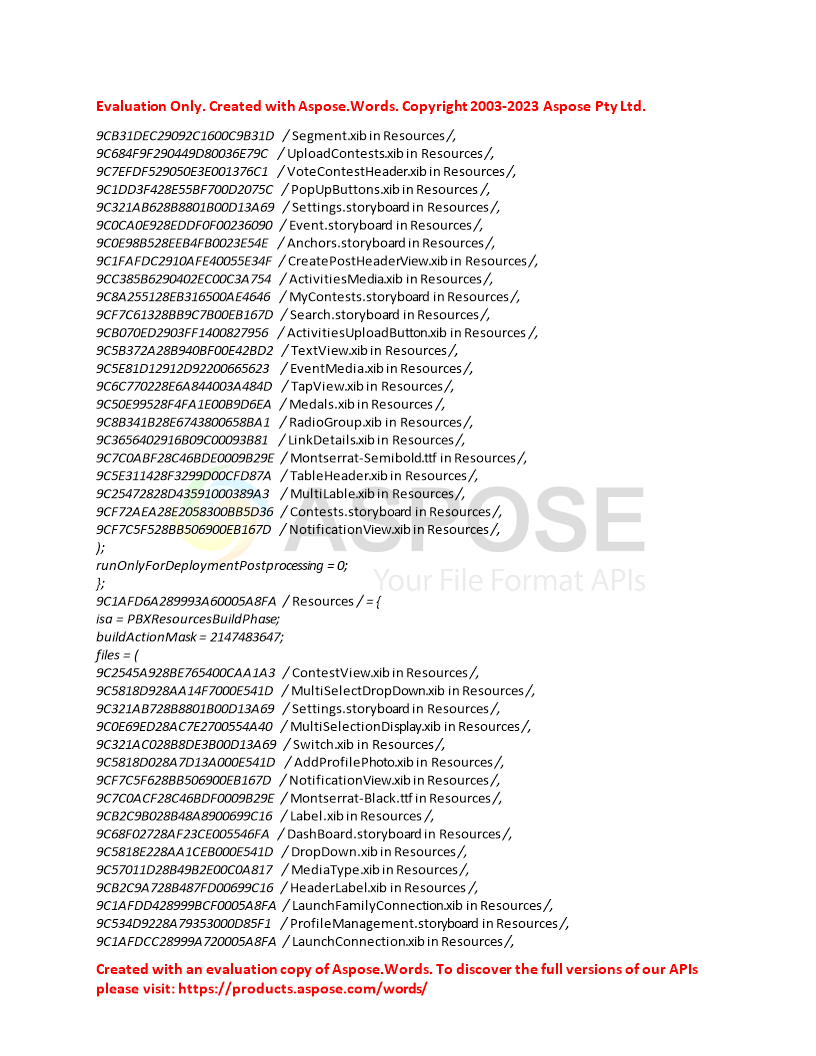 Evaluation Only. Created with Aspose.Words. Copyright 2003-2023 Aspose Pty Ltd.
9CB31DEC29092C1600C9B31D / Segment.xib in Resources /,
9C684F9F290449D80036E79C / UploadContests.xib in Resources /,
9C7EFDF529050E3E001376C1 / VoteContestHeader.xib in Resources /,
9C1DD3F428E55BF700D2075C / PopUpButtons.xib in Resources /,
9C321AB628B8801B00D13A69 / Settings.storyboard in Resources /,
9C0CA0E928EDDF0F00236090 / Event.storyboard in Resources /,
9C0E98B528EEB4FB0023E54E / Anchors.storyboard in Resources /,
9C1FAFDC2910AFE40055E34F / CreatePostHeaderView.xib in Resources /,
9CC385B6290402EC00C3A754 / ActivitiesMedia.xib in Resources /,
9C8A255128EB316500AE4646 / MyContests.storyboard in Resources /,
9CF7C61328BB9C7B00EB167D / Search.storyboard in Resources /,
9CB070ED2903FF1400827956 / ActivitiesUploadButton.xib in Resources /,
9C5B372A28B940BF00E42BD2 / TextView.xib in Resources /,
9C5E81D12912D92200665623 / EventMedia.xib in Resources /,
9C6C770228E6A844003A484D / TapView.xib in Resources /,
9C50E99528F4FA1E00B9D6EA / Medals.xib in Resources /,
9C8B341B28E6743800658BA1 / RadioGroup.xib in Resources /,
9C3656402916B09C00093B81 / LinkDetails.xib in Resources /,
9C7C0ABF28C46BDE0009B29E / Montserrat-Semibold.ttf in Resources /,
9C5E311428F3299D00CFD87A / TableHeader.xib in Resources /,
9C25472828D43591000389A3 / MultiLable.xib in Resources /,
9CF72AEA28E2058300BB5D36 / Contests.storyboard in Resources /,
9CF7C5F528BB506900EB167D / NotificationView.xib in Resources /,
ASPOSE
);
runOnlyForDeploymentPostprocessing = 0;
Your File Format APIs
};
9C1AFD6A289993A60005A8FA / Resources / = {
isa = PBXResourcesBuildPhase;
buildActionMask = 2147483647;
files = (
9C2545A928BE765400CAA1A3 / ContestView.xib in Resources /,
9C5818D928AA14F7000E541D / MultiSelectDropDown.xib in Resources /,
9C321AB728B8801B00D13A69 / Settings.storyboard in Resources /,
9C0E69ED28AC7E2700554A40 / MultiSelectionDisplay.xib in Resources /,
9C321AC028B8DE3B00D13A69 / Switch.xib in Resources /,
9C5818D028A7D13A000E541D / AddProfilePhoto.xib in Resources /,
9CF7C5F628BB506900EB167D / NotificationView.xib in Resources /,
9C7C0ACF28C46BDF0009B29E / Montserrat-Black.ttf in Resources /,
9CB2C9B028B48A8900699C16 / Label.xib in Resources /,
9C68F02728AF23CE005546FA / DashBoard.storyboard in Resources /,
9C5818E228AA1CEB000E541D / DropDown.xib in Resources /,
9C57011D28B49B2E00C0A817 / MediaType.xib in Resources /,
9CB2C9A728B487FD00699C16 / HeaderLabel.xib in Resources /,
9C1AFDD428999BCF0005A8FA / LaunchFamilyConnection.xib in Resources /,
9C534D9228A79353000D85F1 / ProfileManagement.storyboard in Resources /,
9C1AFDCC28999A720005A8FA / LaunchConnection.xib in Resources /,
Created with an evaluation copy of Aspose.Words. To discover the full versions of our APIs
please visit: https://products.aspose.com/words/